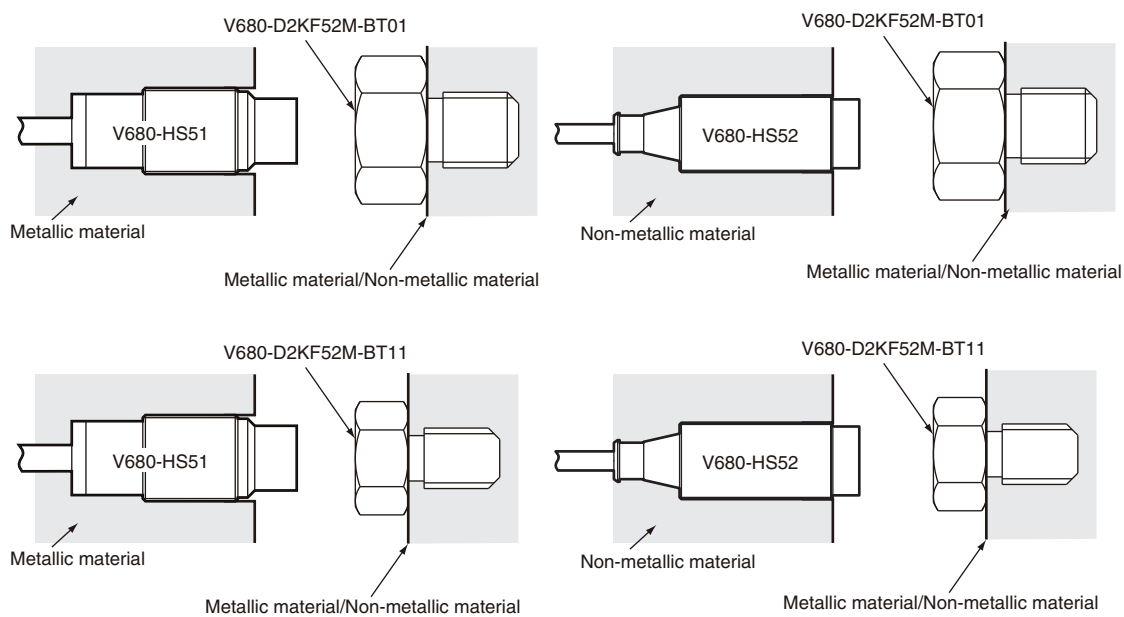 V680-D2KF52M-BT01
V680-HS51
Metallic material
Metallic material/Non-metallic material
V680-D2KF52M-BT01
V680-HS52
Non-metallic material
Metallic material/Non-metallic material
V680-D2KF52M-BT11
V680-HS51
Metallic material
Metallic material/Non-metallic material
V680-D2KF52M-BT11
V680-HS52
Non-metallic material
Metallic material/Non-metallic material